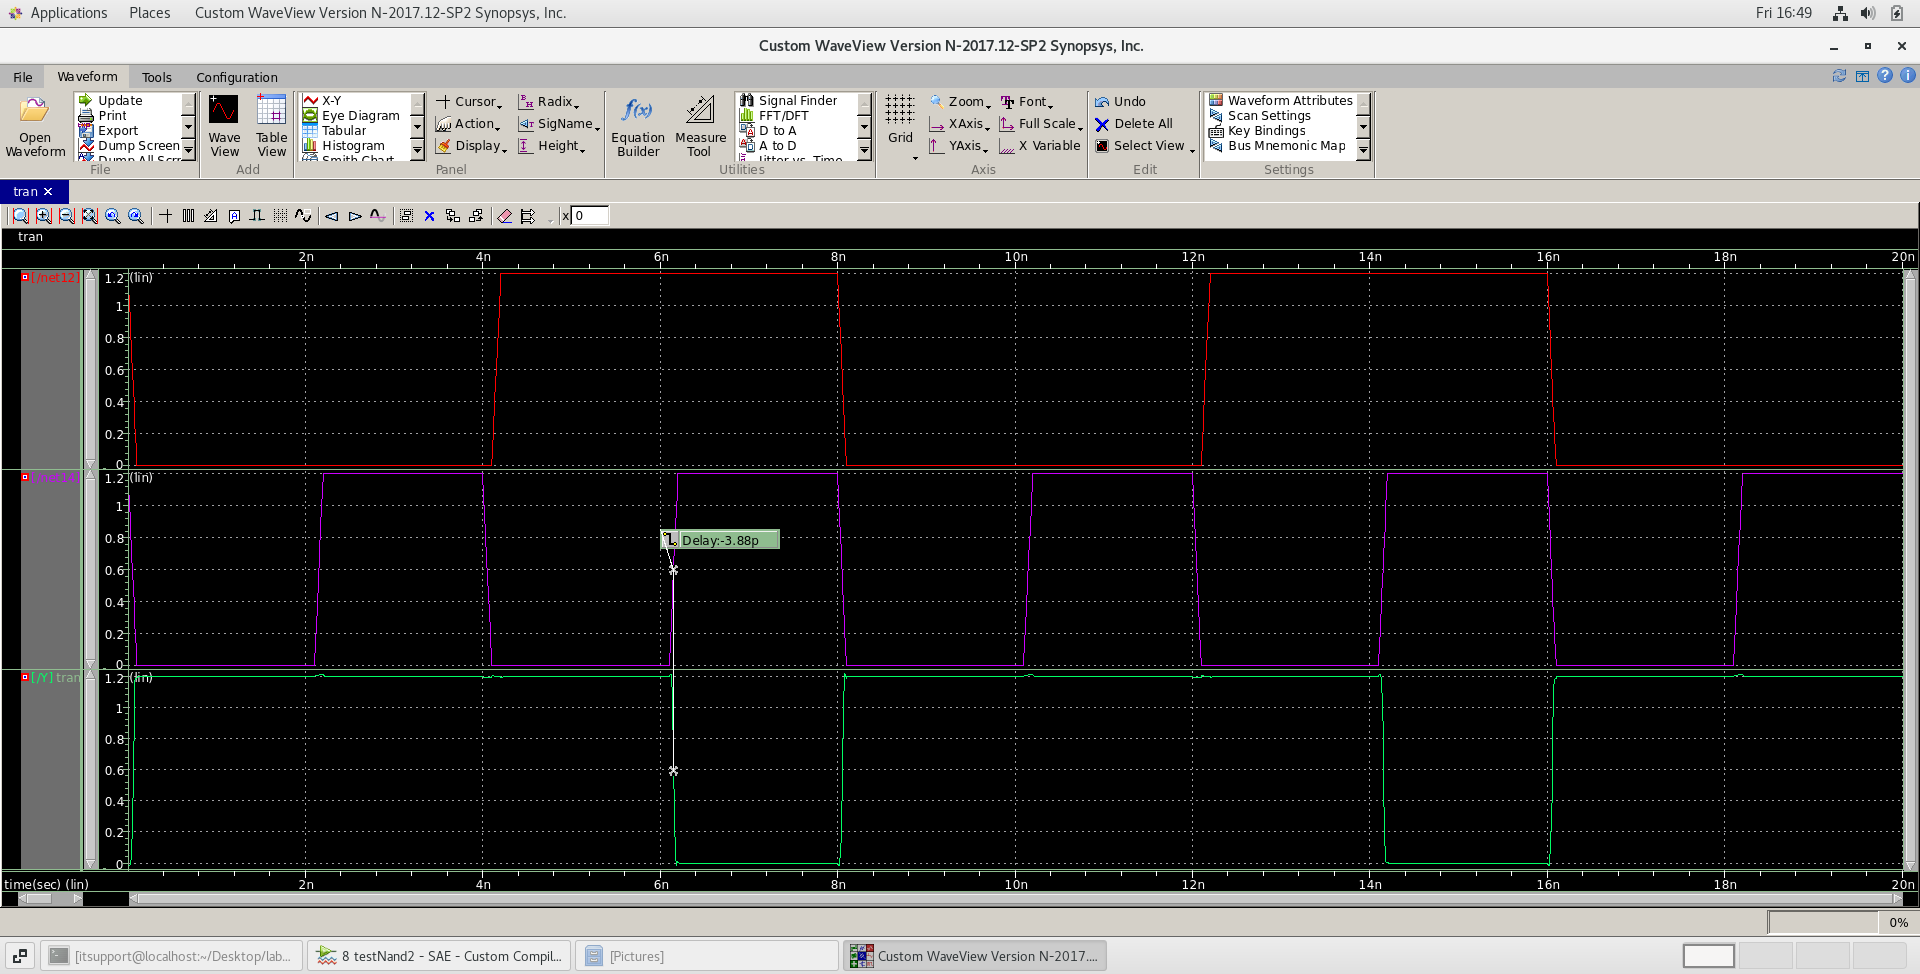 Applications Places Custom WaveView Version N-2017.12-SP2 Synopsys, Inc. Fri 16:49
Custom WaveView Version N-2017.12-SP2 Synopsys, Inc.
File Waveform Tools Configuration
Open Waveform
Update
Print
Export
Dump Screen
Dump All Scr
File
Wave View
Table View
Add
X-Y
Eye Diagram
Tabular
Histogram
Smith Chart
Cursor
Action
Display
Radix
SigName
Height
Panel
f(x)
Equation Builder
Measure Tool
Signal Finder
FFT/DFT
D to A
A to D
Jitter vs. Time
Utilities
Grid
Zoom
XAxis
YAxis
Font
Full Scale
X Variable
Axis
Undo
Delete All
Select View
Edit
Waveform Attributes
Scan Settings
Key Bindings
Bus Mnemonic Map
Settings
tran
x 0
tran
2n 4n 6n 8n 10n 12n 14n 16n 18n 20n
[/net12]
(lin)
1.2
1
0.8
0.6
0.4
0.2
0
[/net14]
(lin)
1.2
1
0.8
0.6
0.4
0.2
0
Delay:-3.88p
[/Y] tran
(lin)
1.2
1
0.8
0.6
0.4
0.2
0
time(sec) (lin) 2n 4n 6n 8n 10n 12n 14n 16n 18n 20n
0%
[itsupport@localhost:~/Desktop/lab... 8 testNand2 - SAE - Custom Compil... [Pictures] Custom WaveView Version N-2017....